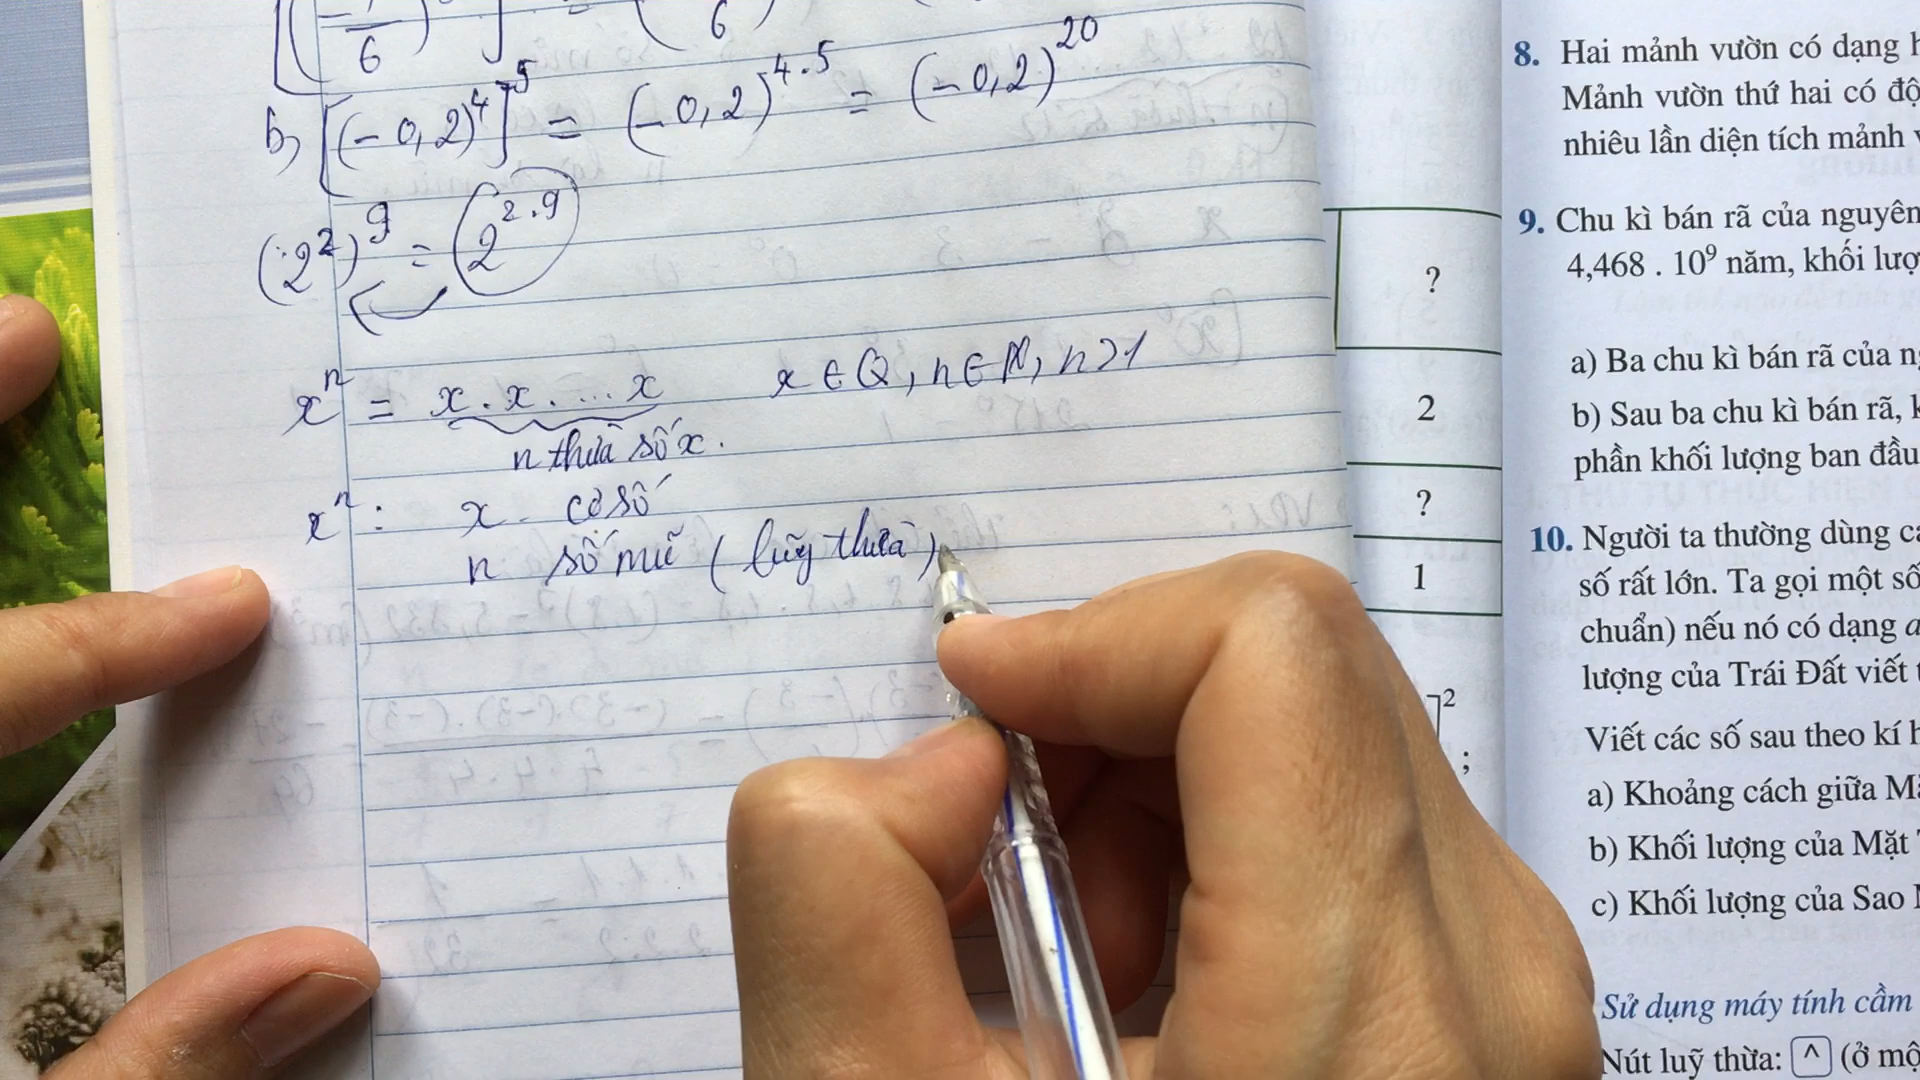 b) [(-0,2)⁴]⁵ = (-0,2)⁴·⁵ = (-0,2)²⁰
(2²)⁹ = 2²·⁹
xⁿ = x . x . ... x x ∈ Q, n ∈ N, n > 1
n thừa số x.
xⁿ: x cơ số
n số mũ (lũy thừa)
?
2
?
1
]²
;
8. Hai mảnh vườn có dạng
Mảnh vườn thứ hai có độ
nhiêu lần diện tích mảnh
9. Chu kì bán rã của nguyên
4,468 . 10⁹ năm, khối lượ
a) Ba chu kì bán rã của
b) Sau ba chu kì bán rã,
phần khối lượng ban đầu
10. Người ta thường dùng
số rất lớn. Ta gọi một số
chuẩn) nếu nó có dạng a
lượng của Trái Đất viết
Viết các số sau theo kí
a) Khoảng cách giữa
b) Khối lượng của Mặt
c) Khối lượng của Sao
Sử dụng máy tính cầm
Nút luỹ thừa: ^ (ở